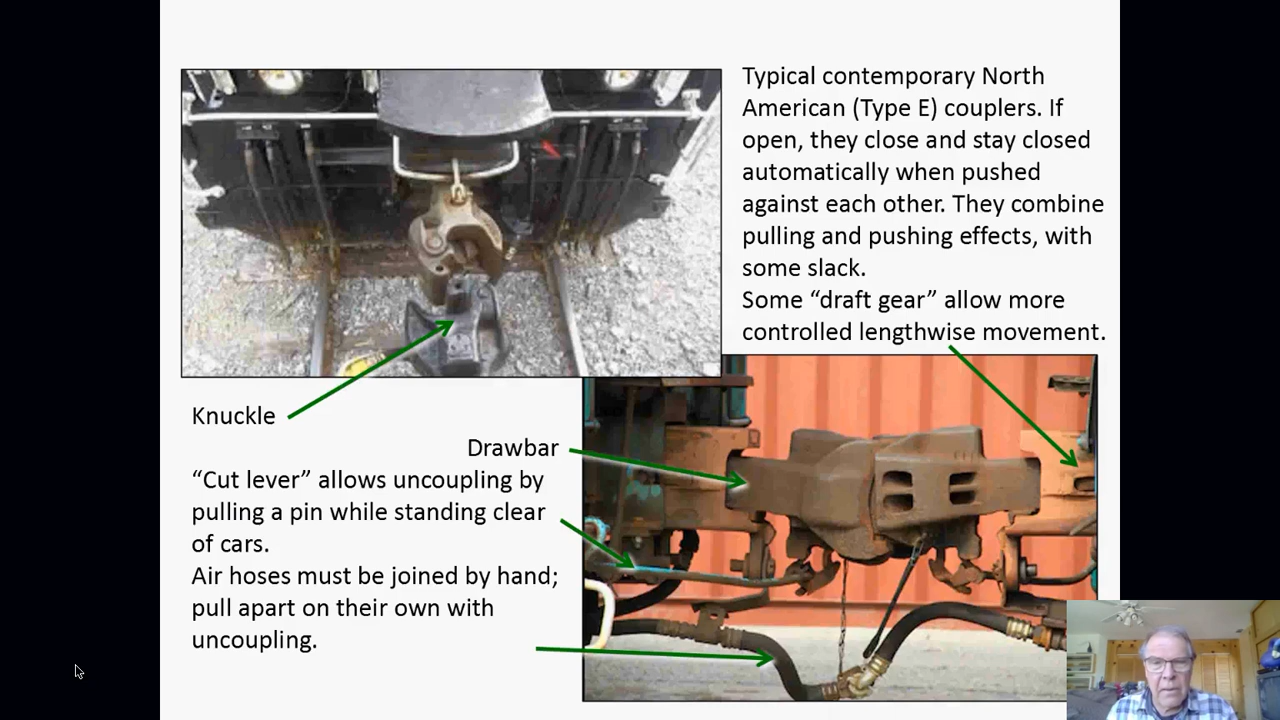 Typical contemporary North
American (Type E) couplers. If
open, they close and stay closed
automatically when pushed
against each other. They combine
pulling and pushing effects, with
some slack.
Some “draft gear” allow more
controlled lengthwise movement.
Knuckle
Drawbar
“Cut lever” allows uncoupling by
pulling a pin while standing clear
of cars.
Air hoses must be joined by hand;
pull apart on their own with
uncoupling.